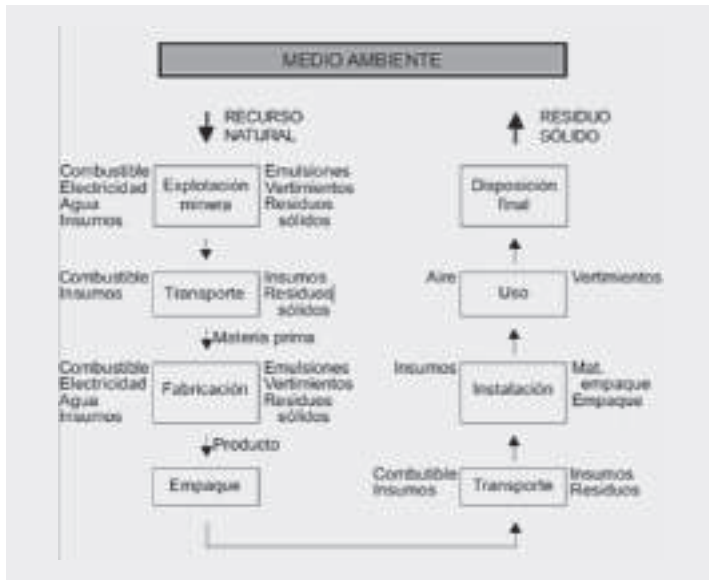 MEDIO AMBIENTE
RECURSO
NATURAL
RESIDUO
SÓLIDO
Combustible
Electricidad
Agua
Insumos
Explotación
minera
Emulsiones
Vertimientos
Residuos
sólidos
Disposición
final
Combustible
Insumos
Transporte
Insumos
Residuos
sólidos
Aire
Uso
Vertimientos
Materia prima
Combustible
Electricidad
Agua
Insumos
Fabricación
Emulsiones
Vertimientos
Residuos
sólidos
Insumos
Instalación
Mat.
empaque
Empaque
Producto
Empaque
Combutible
Insumos
Transporte
Insumos
Residuos